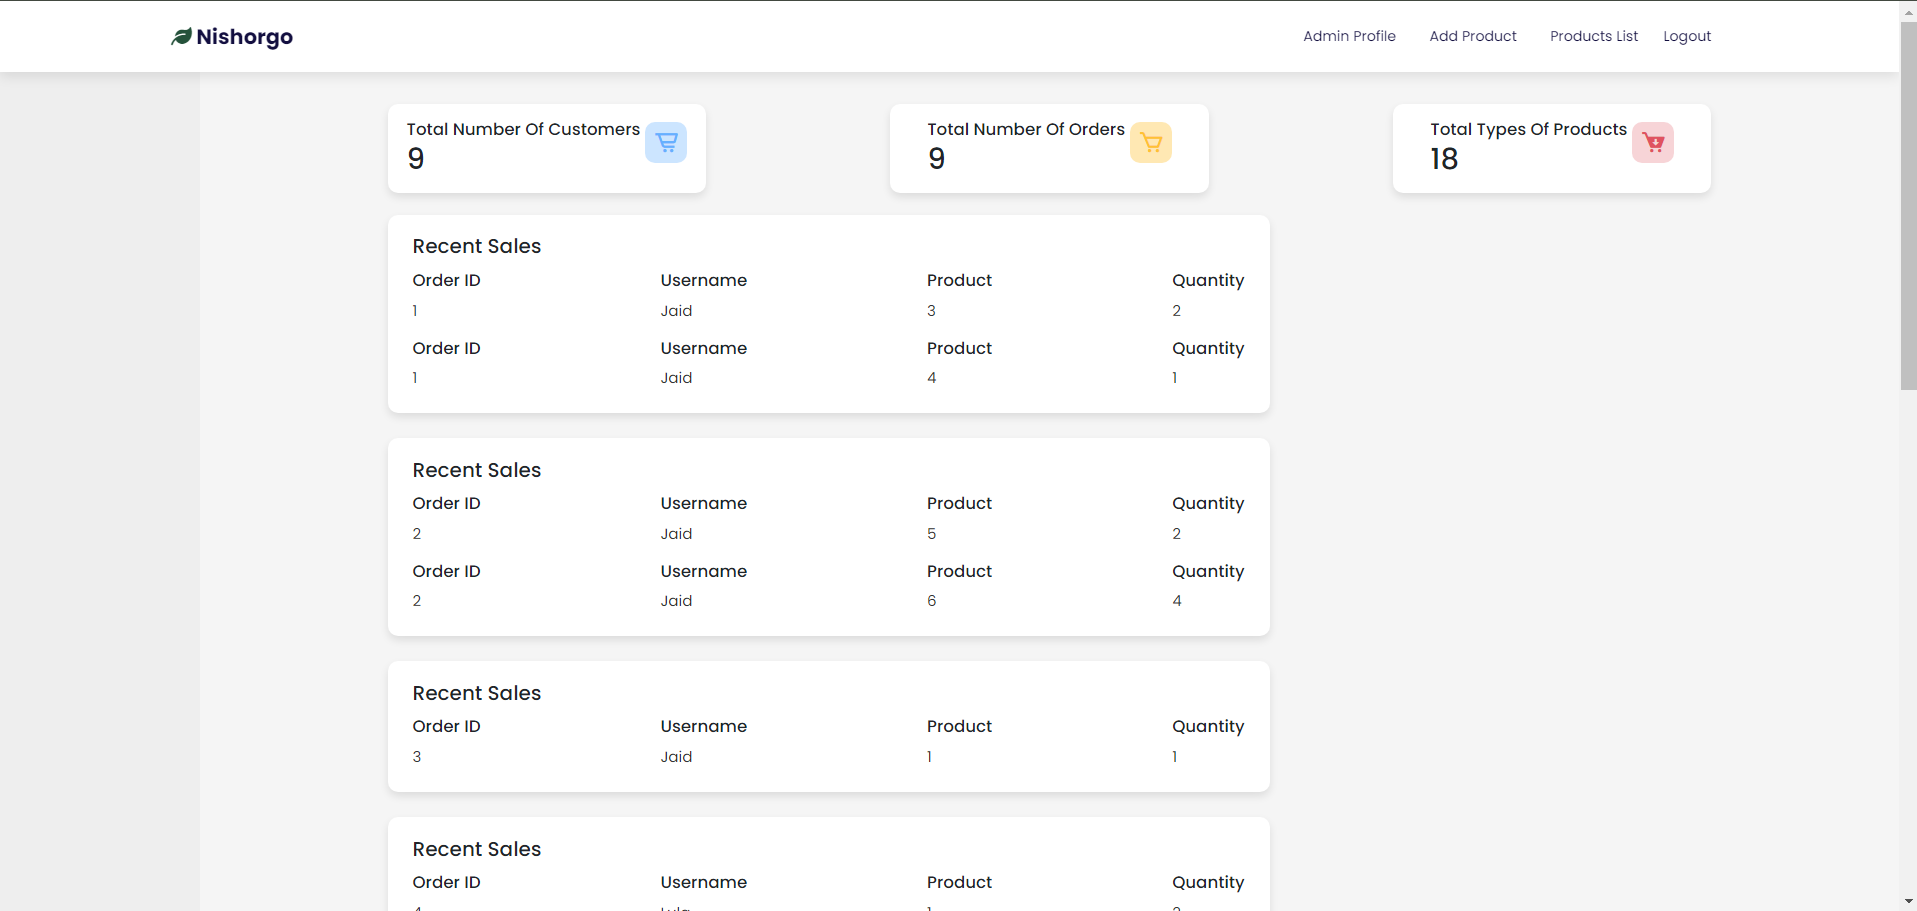 Nishorgo
Admin Profile Add Product Products List Logout
Total Number Of Customers
9
Total Number Of Orders
9
Total Types Of Products
18
Recent Sales
Order ID Username Product Quantity
1 Jaid 3 2
Order ID Username Product Quantity
1 Jaid 4 1
Recent Sales
Order ID Username Product Quantity
2 Jaid 5 2
Order ID Username Product Quantity
2 Jaid 6 4
Recent Sales
Order ID Username Product Quantity
3 Jaid 1 1
Recent Sales
Order ID Username Product Quantity